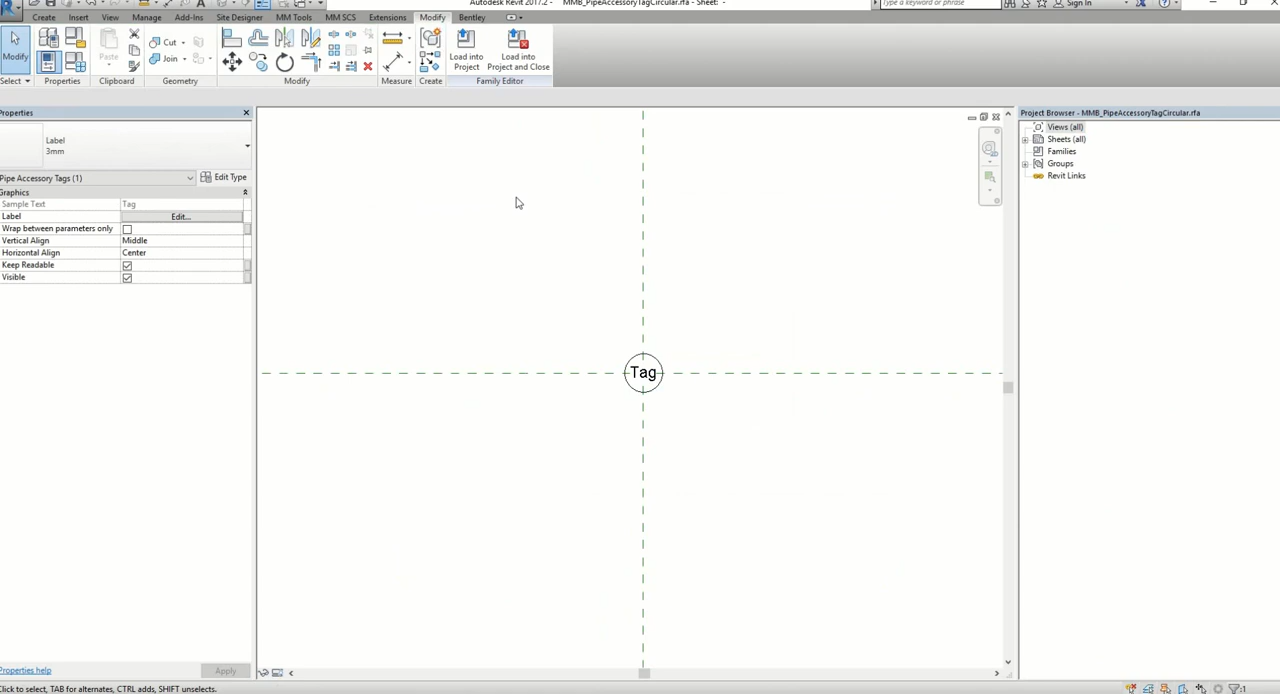 Autodesk Revit 2017.2 -    MMB_PipeAccessoryTagCircular.rfa - Sheet: -
Type a keyword or phrase
Sign In
Create Insert View Manage Add-Ins Site Designer MM Tools MM SCS Extensions Modify Bentley
Modify
Paste
Cut
Join
Load into
Project
Load into
Project and Close
Select Properties Clipboard Geometry Modify Measure Create Family Editor
Properties
Label
3mm
Pipe Accessory Tags (1)
Edit Type
Graphics
Sample Text Tag
Label Edit...
Wrap between parameters only
Vertical Align Middle
Horizontal Align Center
Keep Readable
Visible
Tag
Project Browser - MMB_PipeAccessoryTagCircular.rfa
Views (all)
Sheets (all)
Families
Groups
Revit Links
Properties help
Apply
Click to select, TAB for alternates, CTRL adds, SHIFT unselects.
:1